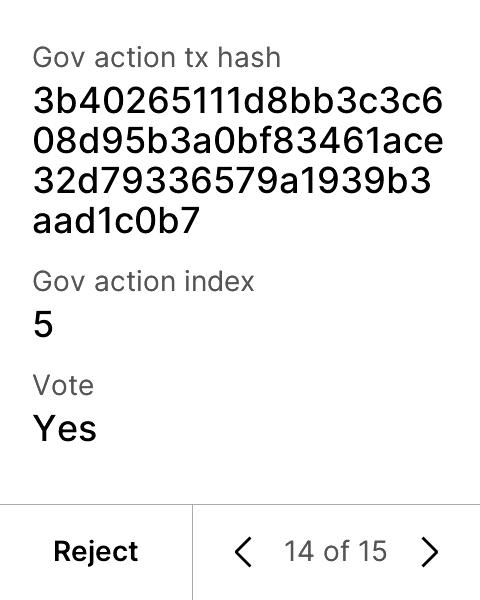 Gov action tx hash
3b40265111d8bb3c3c6
08d95b3a0bf83461ace
32d79336579a1939b3
aad1c0b7
Gov action index
5
Vote
Yes
Reject
14 of 15